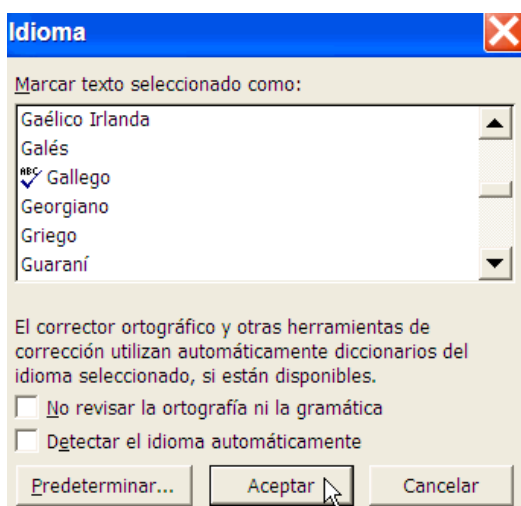 Idioma
Marcar texto seleccionado como:
Gaélico Irlanda
Galés
ABC Gallego
Georgiano
Griego
Guaraní
El corrector ortográfico y otras herramientas de
corrección utilizan automáticamente diccionarios del
idioma seleccionado, si están disponibles.
No revisar la ortografía ni la gramática
Detectar el idioma automáticamente
Predeterminar... Aceptar Cancelar